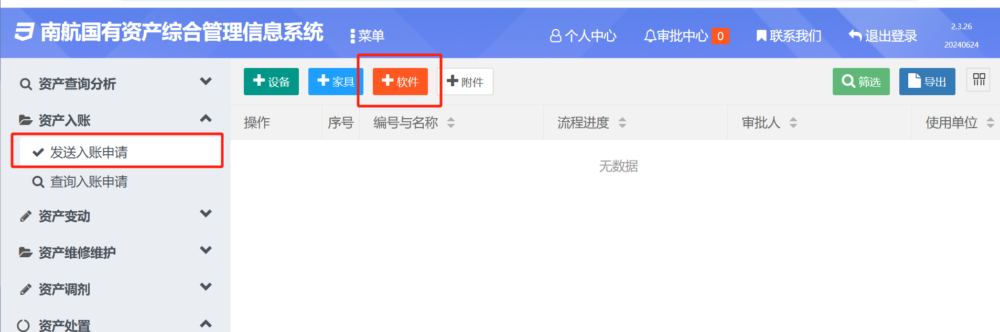 南航国有资产综合管理信息系统
菜单
个人中心
审批中心 0
联系我们
退出登录
2.3.26
20240624
资产查询分析
资产入账
发送入账申请
查询入账申请
资产变动
资产维修维护
资产调剂
资产处置
设备
家具
软件
附件
筛选
导出
操作 序号 编号与名称 流程进度 审批人 使用单位
无数据